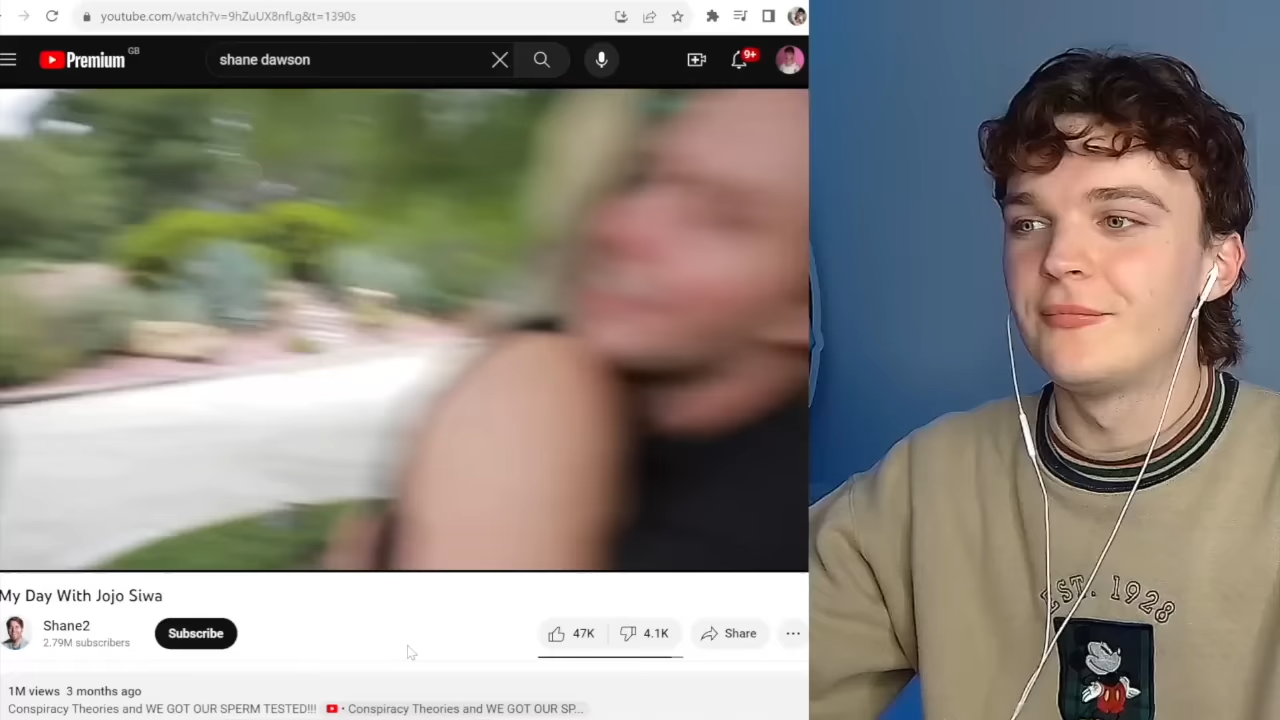 youtube.com/watch?v=9hZuUX8nfLg&t=1390s
Premium GB
shane dawson
9+
My Day With Jojo Siwa
Shane2
2.79M subscribers
Subscribe
47K
4.1K
Share
1M views 3 months ago
Conspiracy Theories and WE GOT OUR SPERM TESTED!!! • Conspiracy Theories and WE GOT OUR SP...
EST. 1928